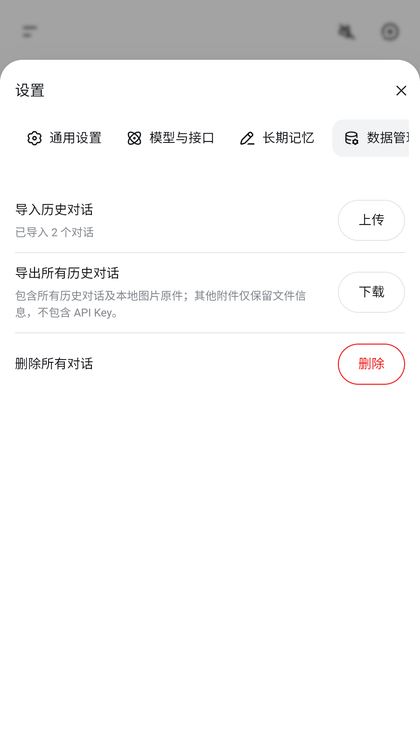 设置
通用设置
模型与接口
长期记忆
数据管
导入历史对话
已导入 2 个对话
上传
导出所有历史对话
包含所有历史对话及本地图片原件；其他附件仅保留文件信
息，不包含 API Key。
下载
删除所有对话
删除